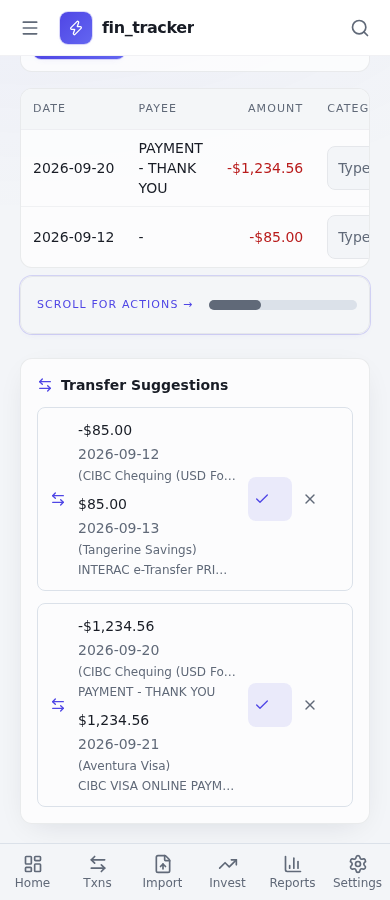 fin_tracker
DATE PAYEE AMOUNT CATEG
2026-09-20 PAYMENT - THANK YOU -$1,234.56 Type
2026-09-12 - -$85.00 Type
SCROLL FOR ACTIONS →
Transfer Suggestions
-$85.00
2026-09-12
(CIBC Chequing (USD Fo...
$85.00
2026-09-13
(Tangerine Savings)
INTERAC e-Transfer PRI...
-$1,234.56
2026-09-20
(CIBC Chequing (USD Fo...
PAYMENT - THANK YOU
$1,234.56
2026-09-21
(Aventura Visa)
CIBC VISA ONLINE PAYM...
Home Txns Import Invest Reports Settings